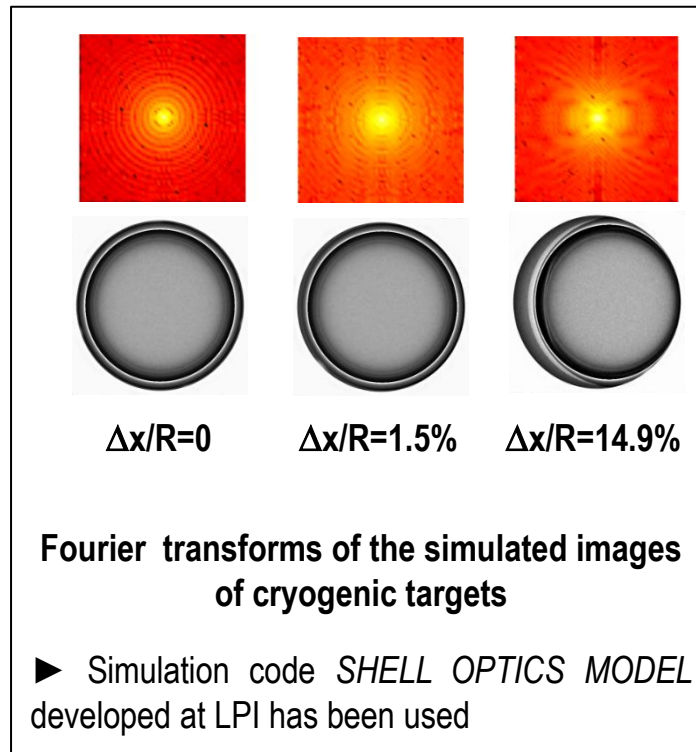 Δx/R=0 Δx/R=1.5% Δx/R=14.9%
Fourier transforms of the simulated images
of cryogenic targets
► Simulation code SHELL OPTICS MODEL
developed at LPI has been used